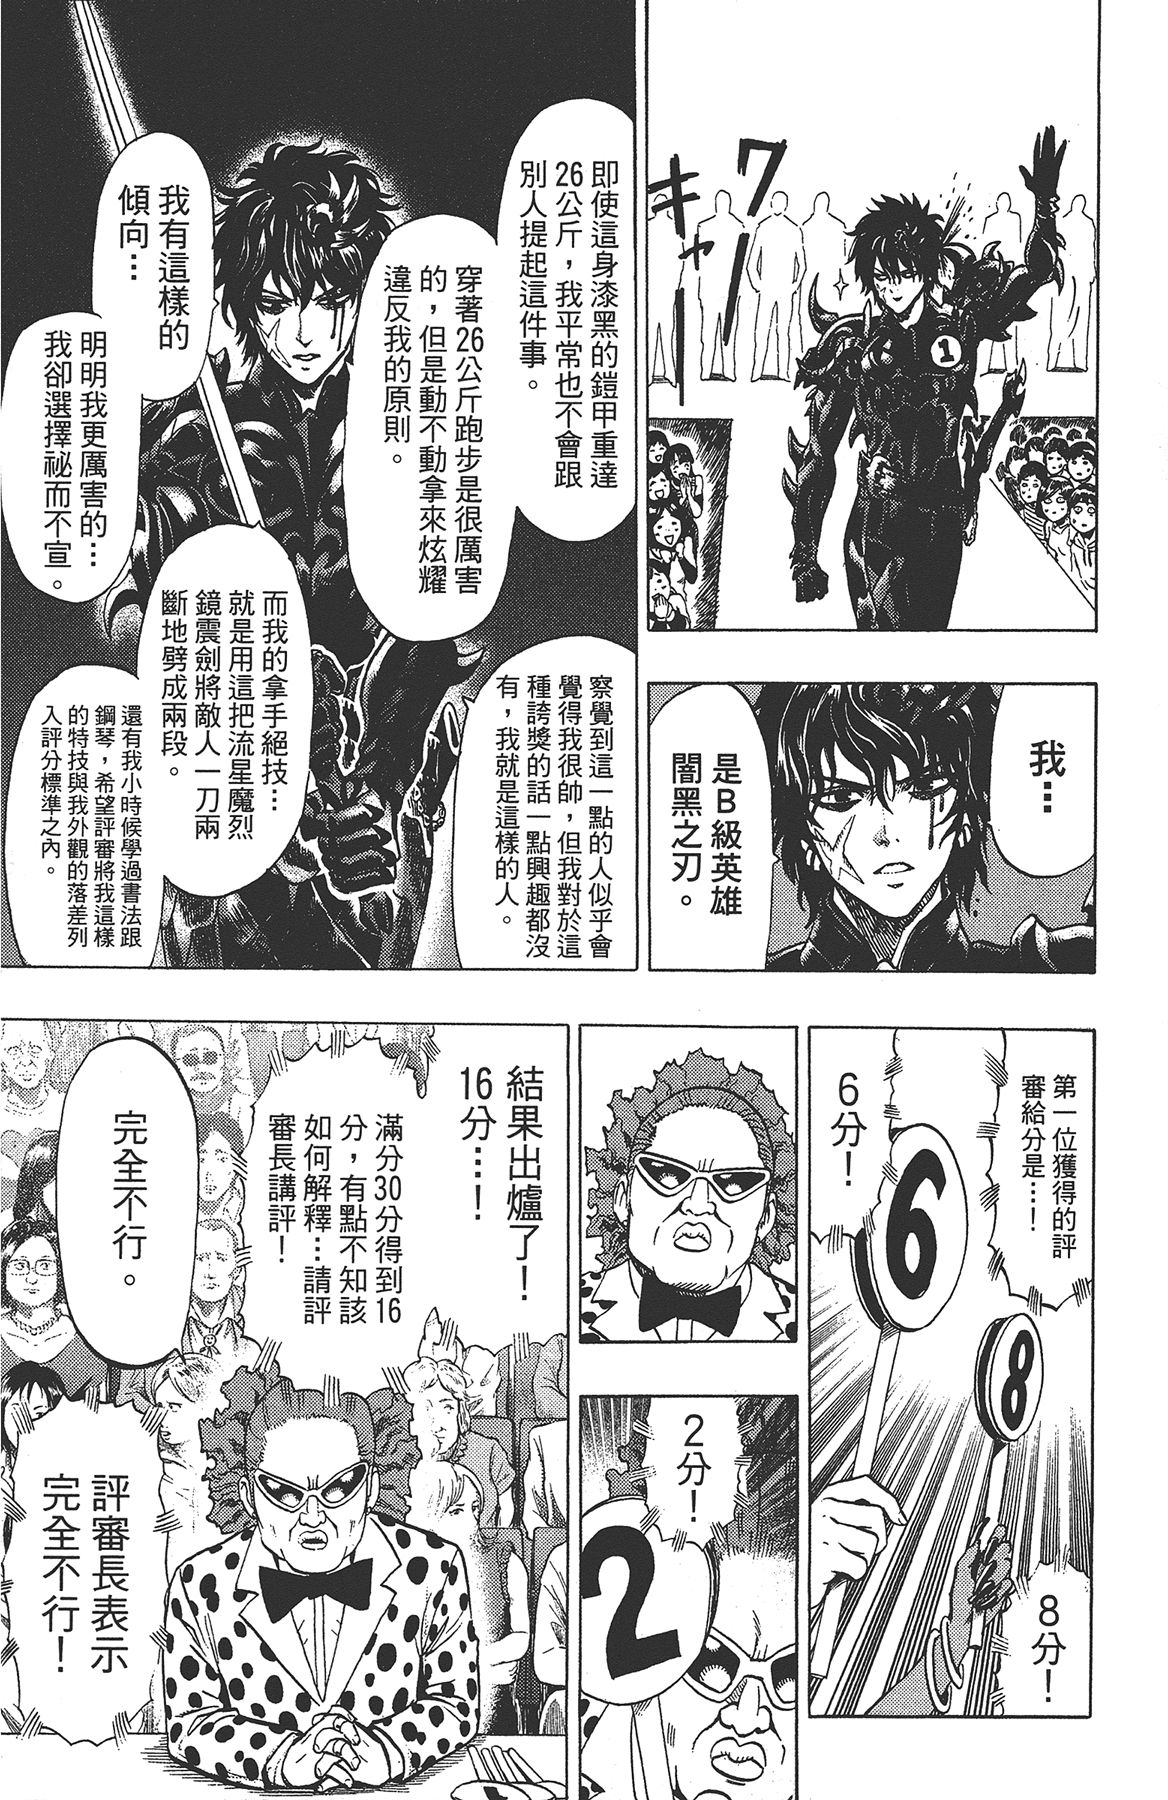 ワー
キャー
1
我…
是B級英雄
闇黑之刃。
即使這身漆黑的鎧甲重達
26公斤，我平常也不會跟
別人提起這件事。
穿著26公斤跑步是很厲害
的，但是動不動拿來炫耀
違反我的原則。
我有這樣的
傾向…
明明我更厲害的…
我卻選擇祕而不宣。
察覺到這一點的人似乎會
覺得我很帥，但我對於這
種誇獎的話一點興趣都沒
有，我就是這樣的人。
而我的拿手絕技…
就是用這把流星魔烈
鏡震劍將敵人一刀兩
斷地劈成兩段。
還有我小時候學過書法跟
鋼琴，希望評審將我這樣
的特技與我外觀的落差列
入評分標準之內。
第一位獲得的評
審給分是…！
6分！
6
8
8分！
2分！
2
結果出爐了！
16分…！
滿分30分得到16
分，有點不知該
如何解釋…請評
審長講評！
完全不行。
評審長表示
完全不行！